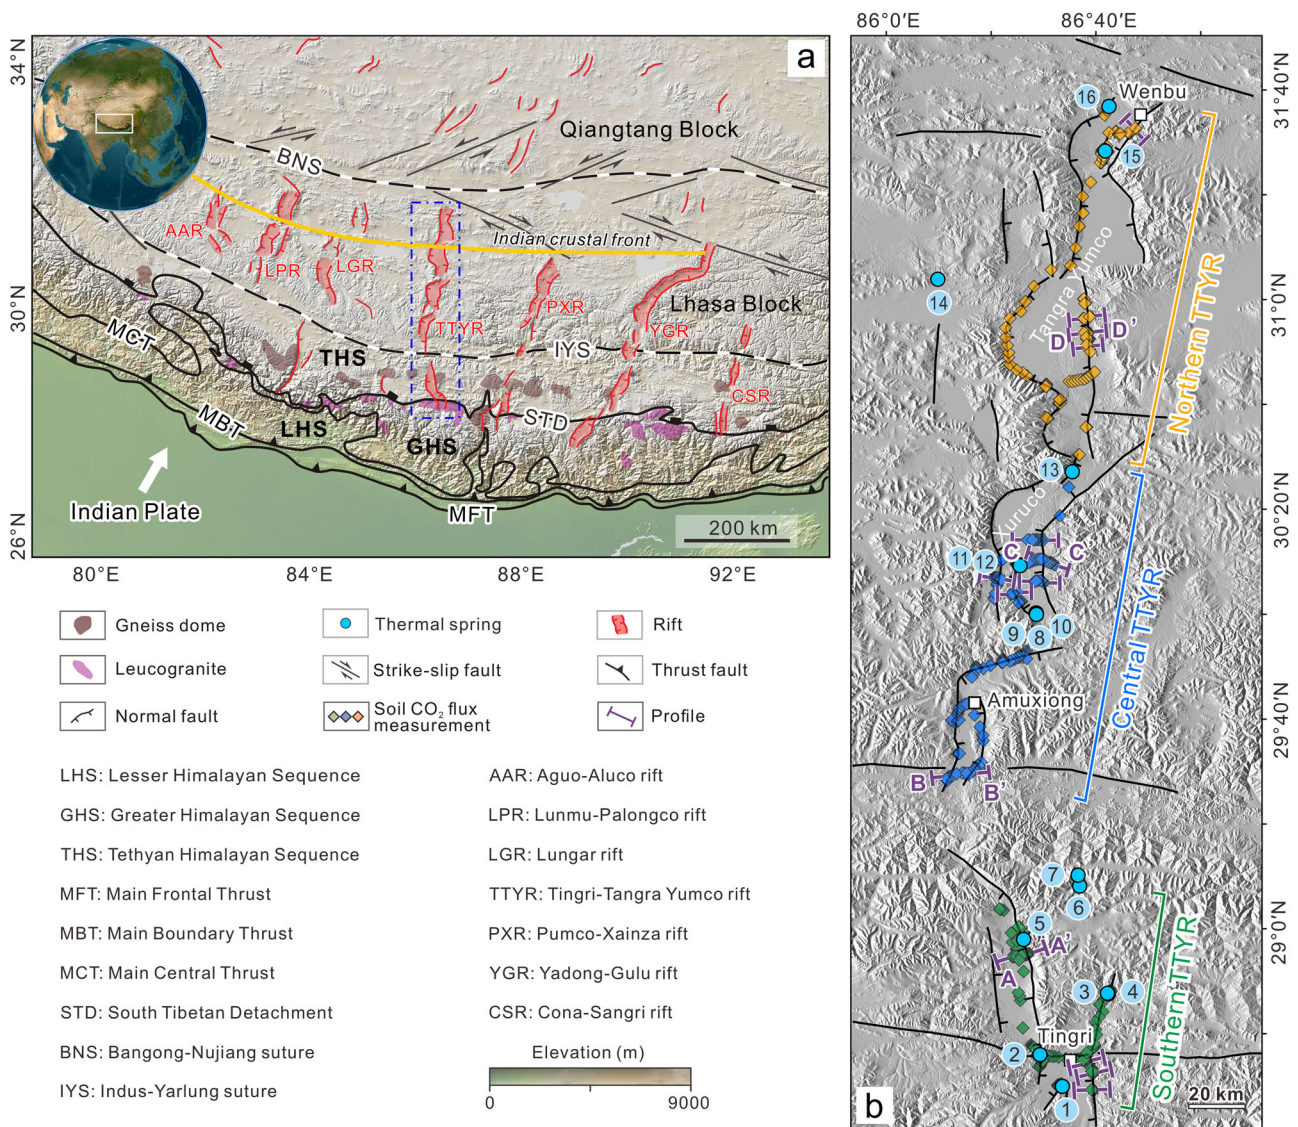 a
34°N
30°N
26°N
80°E
84°E
88°E
92°E
Qiangtang Block
BNS
Indian crustal front
AAR
LPR
LGR
TTYR
PXR
YGR
Lhasa Block
IYS
THS
CSR
STD
MCT
MBT
LHS
GHS
MFT
Indian Plate
200 km
Gneiss dome
Thermal spring
Rift
Leucogranite
Strike-slip fault
Thrust fault
Normal fault
Soil CO₂ flux
measurement
Profile
LHS: Lesser Himalayan Sequence
GHS: Greater Himalayan Sequence
THS: Tethyan Himalayan Sequence
MFT: Main Frontal Thrust
MBT: Main Boundary Thrust
MCT: Main Central Thrust
STD: South Tibetan Detachment
BNS: Bangong-Nujiang suture
IYS: Indus-Yarlung suture
AAR: Aguo-Aluco rift
LPR: Lunmu-Palongco rift
LGR: Lungar rift
TTYR: Tingri-Tangra Yumco rift
PXR: Pumco-Xainza rift
YGR: Yadong-Gulu rift
CSR: Cona-Sangri rift
Elevation (m)
0
9000
86°0'E
86°40'E
31°40'N
31°0'N
30°20'N
29°40'N
29°0'N
16
Wenbu
15
Tangra Yumco
14
D
D'
Northern TTYR
13
Yuruco
11
12
C
C'
9
8
10
Central TTYR
Amuxiong
B
B'
7
6
5
A
A'
3
4
Southern TTYR
Tingri
2
1
20 km
b